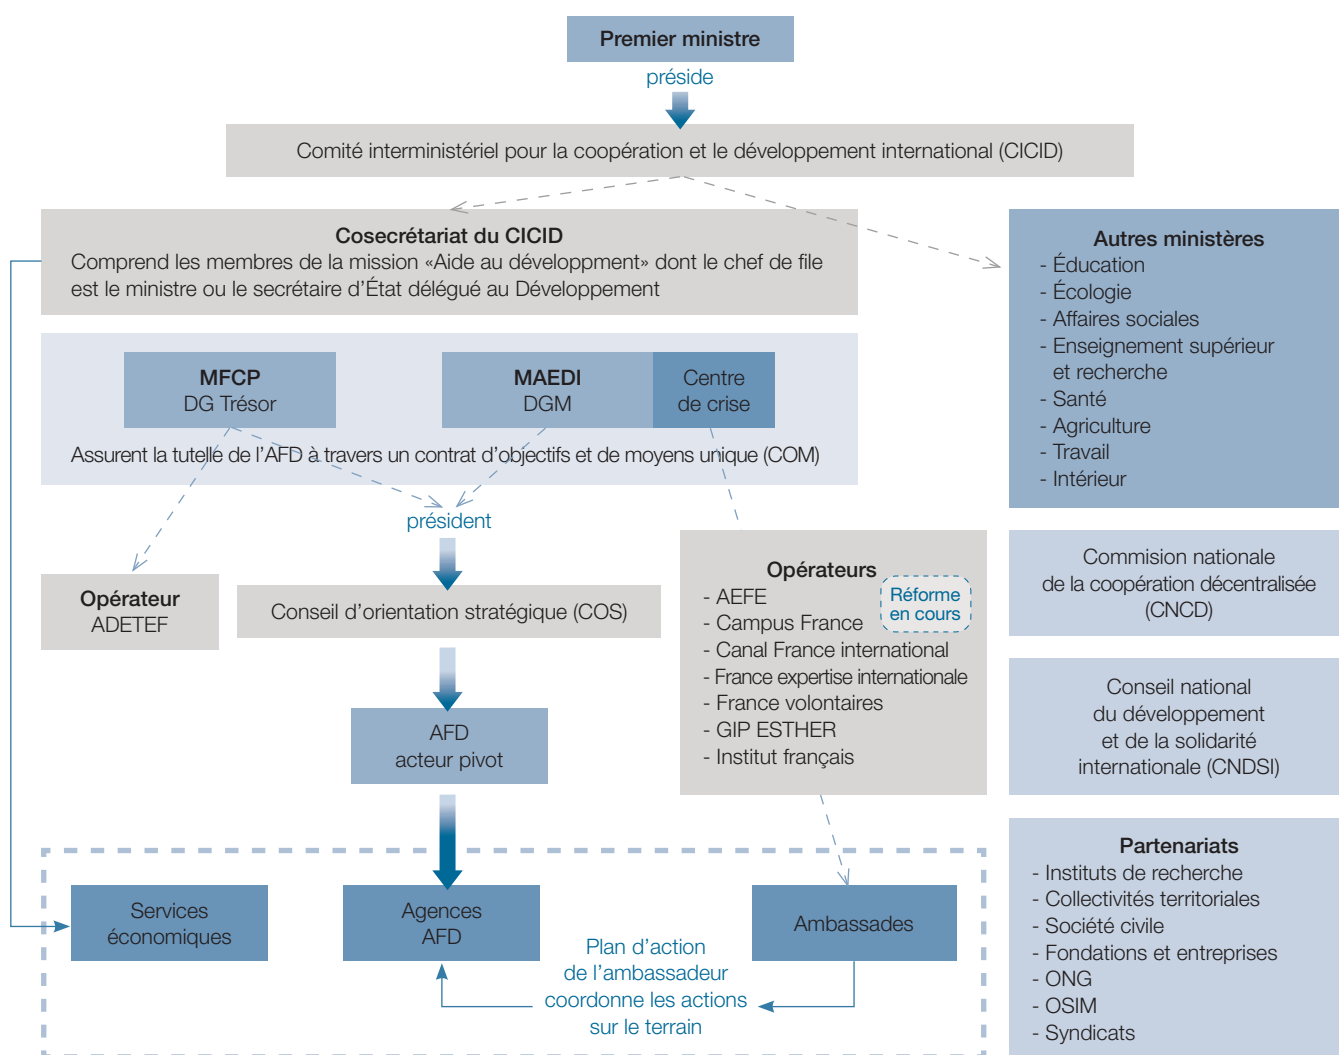 Premier ministre
préside
Comité interministériel pour la coopération et le développement international (CICID)
Cosecrétariat du CICID
Comprend les membres de la mission «Aide au développment» dont le chef de file
est le ministre ou le secrétaire d’État délégué au Développement
MFCP
DG Trésor
MAEDI
DGM
Centre
de crise
Assurent la tutelle de l’AFD à travers un contrat d’objectifs et de moyens unique (COM)
président
Opérateur
ADETEF
Conseil d’orientation stratégique (COS)
AFD
acteur pivot
Opérateurs
- AEFE
- Campus France
- Canal France international
- France expertise internationale
- France volontaires
- GIP ESTHER
- Institut français
Réforme
en cours
Services
économiques
Agences
AFD
Ambassades
Plan d’action
de l’ambassadeur
coordonne les actions
sur le terrain
Autres ministères
- Éducation
- Écologie
- Affaires sociales
- Enseignement supérieur
et recherche
- Santé
- Agriculture
- Travail
- Intérieur
Commision nationale
de la coopération décentralisée
(CNCD)
Conseil national
du développement
et de la solidarité
internationale (CNDSI)
Partenariats
- Instituts de recherche
- Collectivités territoriales
- Société civile
- Fondations et entreprises
- ONG
- OSIM
- Syndicats